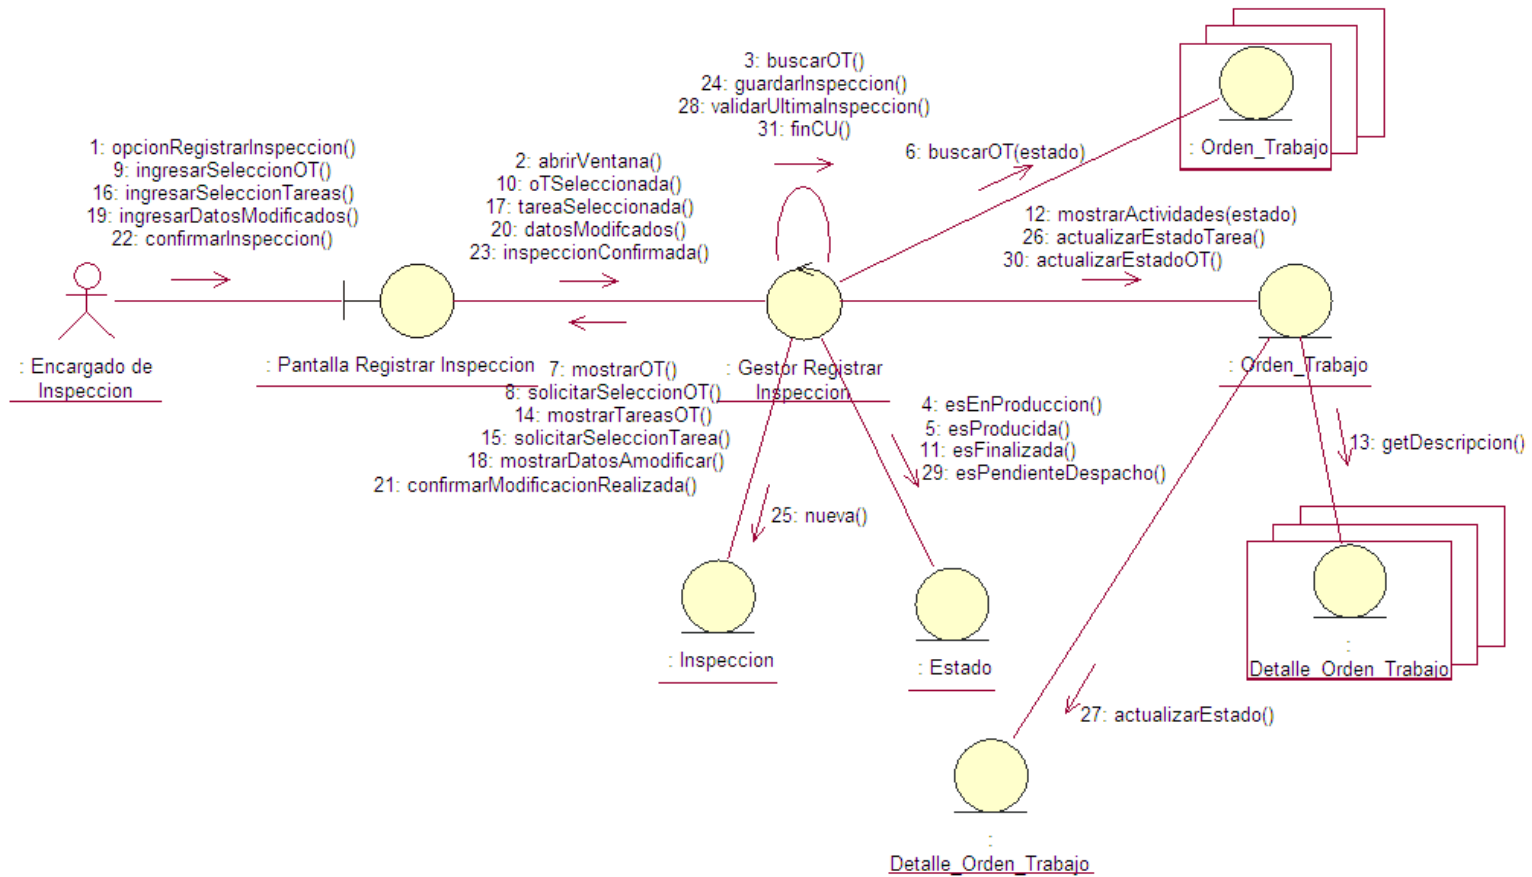 3: buscarOT()
24: guardarInspeccion()
28: validarUltimaInspeccion()
31: finCU()
1: opcionRegistrarInspeccion()
9: ingresarSeleccionOT()
16: ingresarSeleccionTareas()
19: ingresarDatosModificados()
22: confirmarInspeccion()
2: abrirVentana()
10: oTSeleccionada()
17: tareaSeleccionada()
20: datosModifcados()
23: inspeccionConfirmada()
6: buscarOT(estado)
: Orden_Trabajo
12: mostrarActividades(estado)
26: actualizarEstadoTarea()
30: actualizarEstadoOT()
: Encargado de
Inspeccion
: Pantalla Registrar Inspeccion
: Gestor Registrar
Inspeccion
: Orden_Trabajo
7: mostrarOT()
8: solicitarSeleccionOT()
14: mostrarTareasOT()
15: solicitarSeleccionTarea()
18: mostrarDatosAmodificar()
21: confirmarModificacionRealizada()
4: esEnProduccion()
5: esProducida()
11: esFinalizada()
29: esPendienteDespacho()
13: getDescripcion()
25: nueva()
: Inspeccion
: Estado
:
Detalle_Orden_Trabajo
27: actualizarEstado()
:
Detalle_Orden_Trabajo